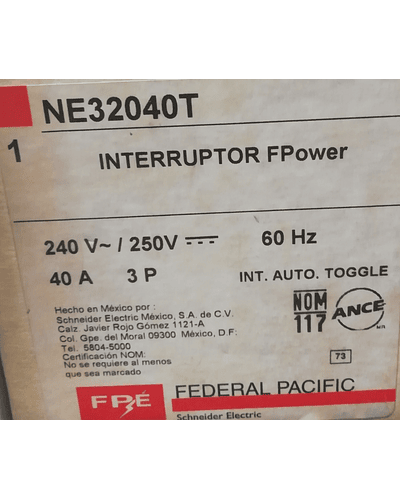 NE32040T
1
INTERRUPTOR FPower
240 V~ / 250V ⎓ 60 Hz
40 A 3 P INT. AUTO. TOGGLE
Hecho en México por :
Schneider Electric México, S.A. de C.V.
Calz. Javier Rojo Gómez 1121-A
Col. Gpe. del Moral 09300 México, D.F:
Tel. 5804-5000
Certificación NOM:
No se requiere al menos
que sea marcado
NOM
117
ANCE
M.R.
73
FPE
FEDERAL PACIFIC
Schneider Electric